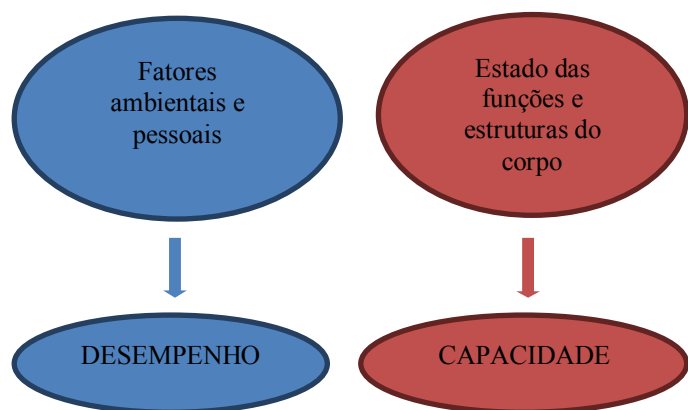 Fatores
ambientais e
pessoais
Estado das
funções e
estruturas do
corpo
DESEMPENHO
CAPACIDADE